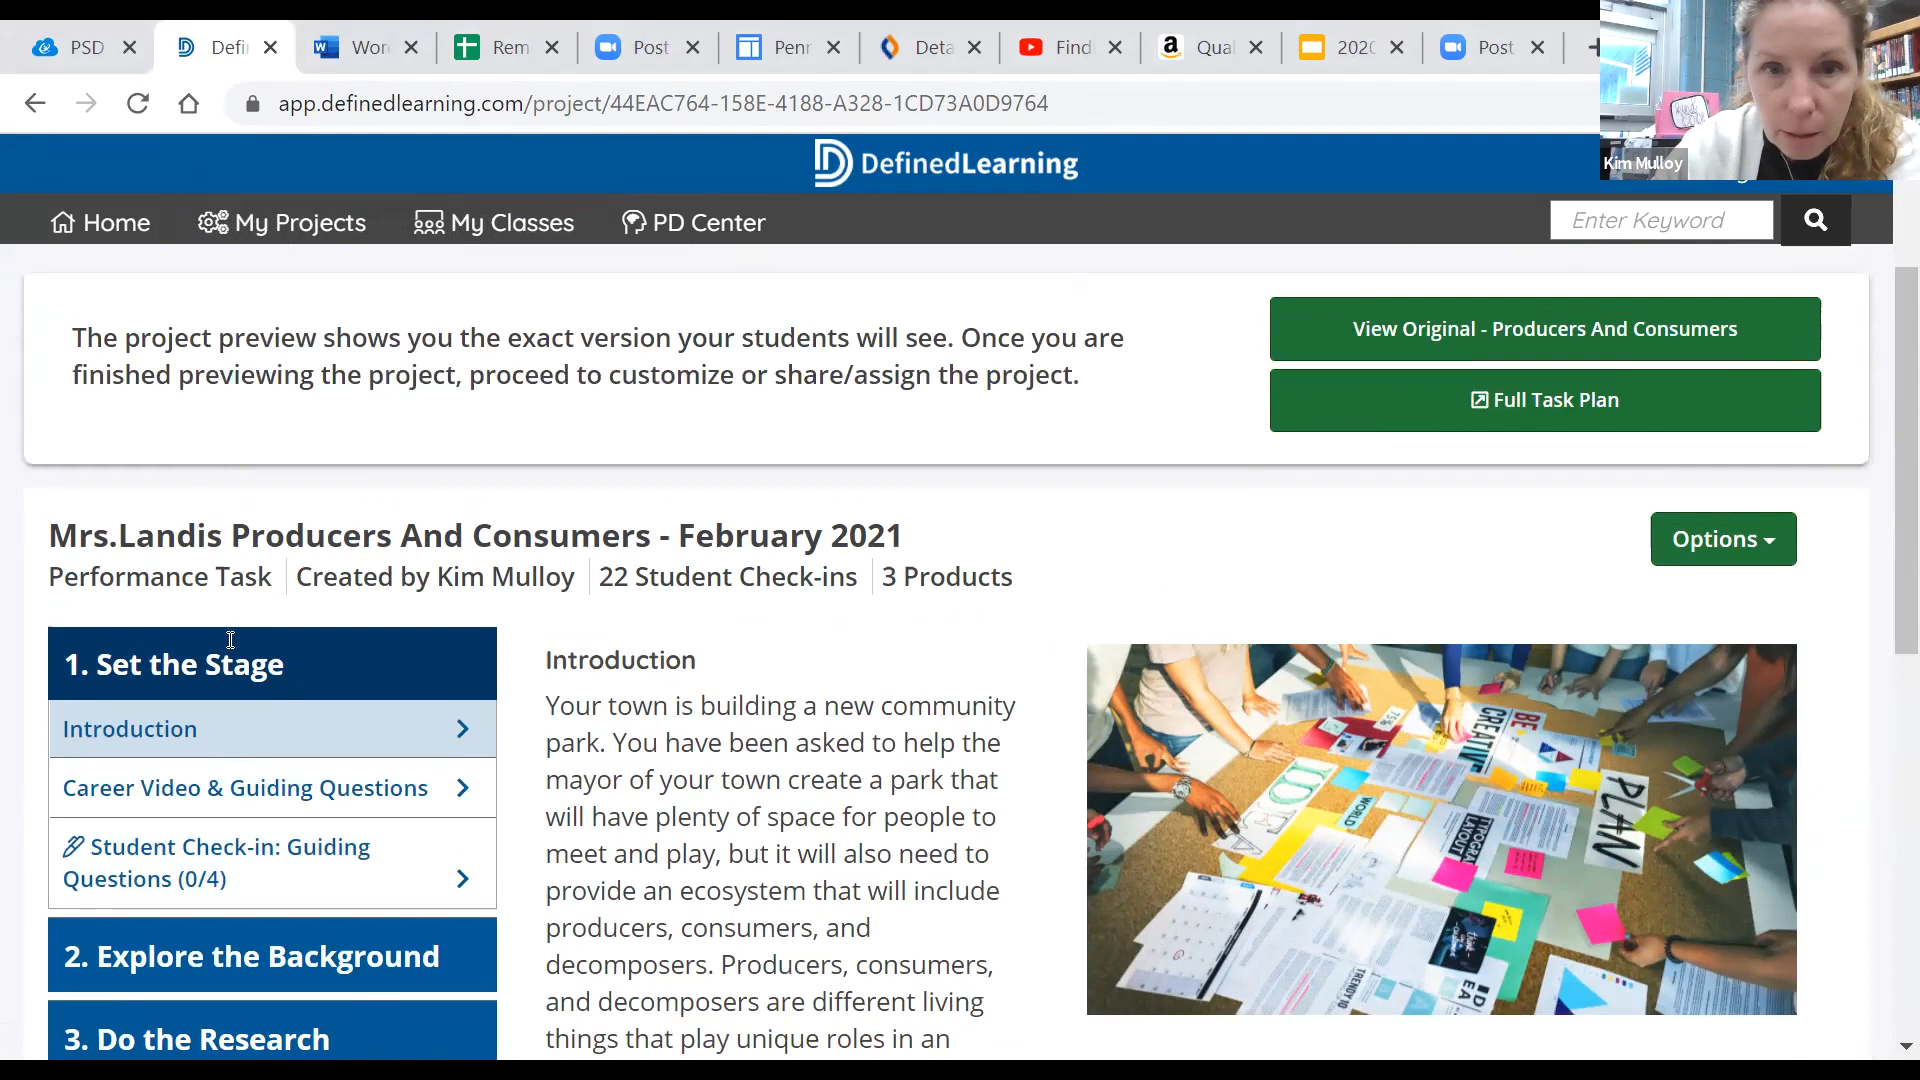 PSD
Defi
Wor
Rem
Post
Penr
Deta
Find
Qual
2020
Post
app.definedlearning.com/project/44EAC764-158E-4188-A328-1CD73A0D9764
Kim Mulloy
DefinedLearning
Home
My Projects
My Classes
PD Center
Enter Keyword
The project preview shows you the exact version your students will see. Once you are
finished previewing the project, proceed to customize or share/assign the project.
View Original - Producers And Consumers
Full Task Plan
Mrs.Landis Producers And Consumers - February 2021
Performance Task
Created by Kim Mulloy
22 Student Check-ins
3 Products
Options
1. Set the Stage
Introduction
Career Video & Guiding Questions
Student Check-in: Guiding
Questions (0/4)
2. Explore the Background
3. Do the Research
Introduction
Your town is building a new community
park. You have been asked to help the
mayor of your town create a park that
will have plenty of space for people to
meet and play, but it will also need to
provide an ecosystem that will include
producers, consumers, and
decomposers. Producers, consumers,
and decomposers are different living
things that play unique roles in an
BE
CREATIVE
IDEA
WORLD
PLAN
LAYOUT
TRENDY 10